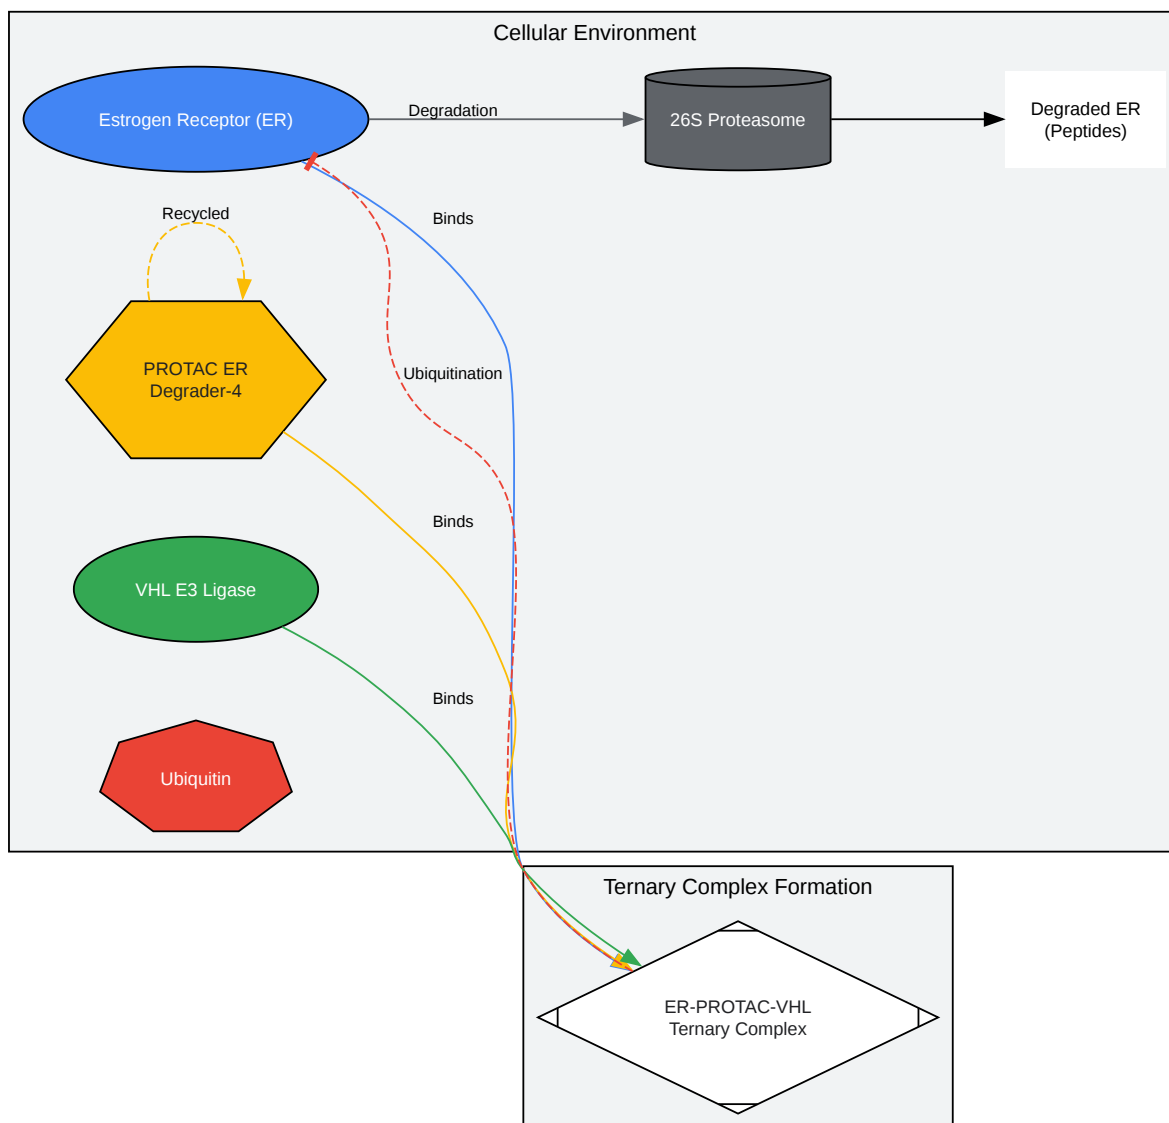 Cellular Environment
Estrogen Receptor (ER)
Degradation
26S Proteasome
Degraded ER
(Peptides)
Recycled
Binds
PROTAC ER
Degrader-4
Ubiquitination
Binds
VHL E3 Ligase
Binds
Ubiquitin
Ternary Complex Formation
ER-PROTAC-VHL
Ternary Complex